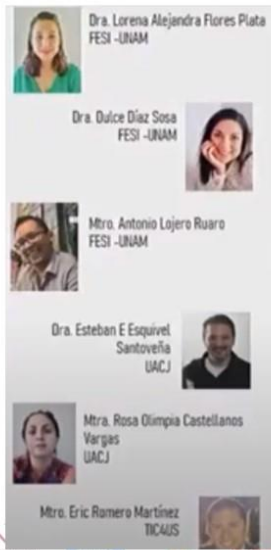 Dra. Lorena Alejandra Flores Plata
FESI -UNAM
Dra. Dulce Díaz Sosa
FESI -UNAM
Mtro. Antonio Lojero Ruaro
FESI -UNAM
Dra. Esteban E Esquivel
Santoveña
UACJ
Mtra. Rosa Olimpia Castellanos
Vargas
UACJ
Mtro. Eric Romero Martínez
TIC4US